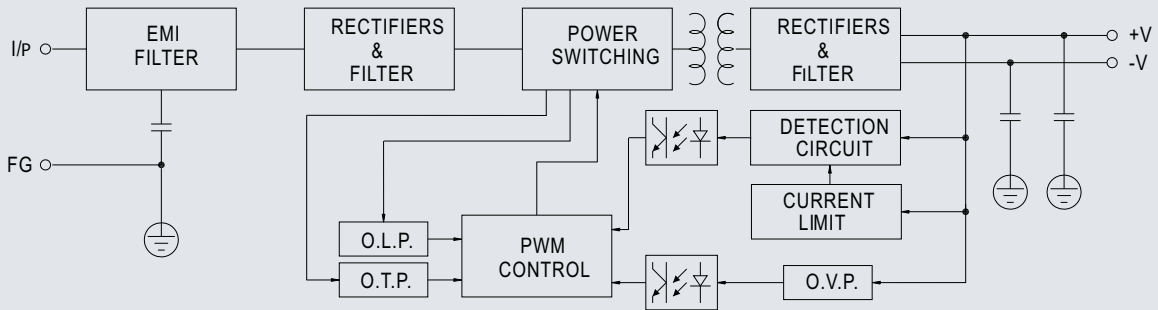 I/P
EMI
FILTER
RECTIFIERS
&
FILTER
POWER
SWITCHING
RECTIFIERS
&
FILTER
+V
-V
FG
DETECTION
CIRCUIT
CURRENT
LIMIT
O.L.P.
O.T.P.
PWM
CONTROL
O.V.P.